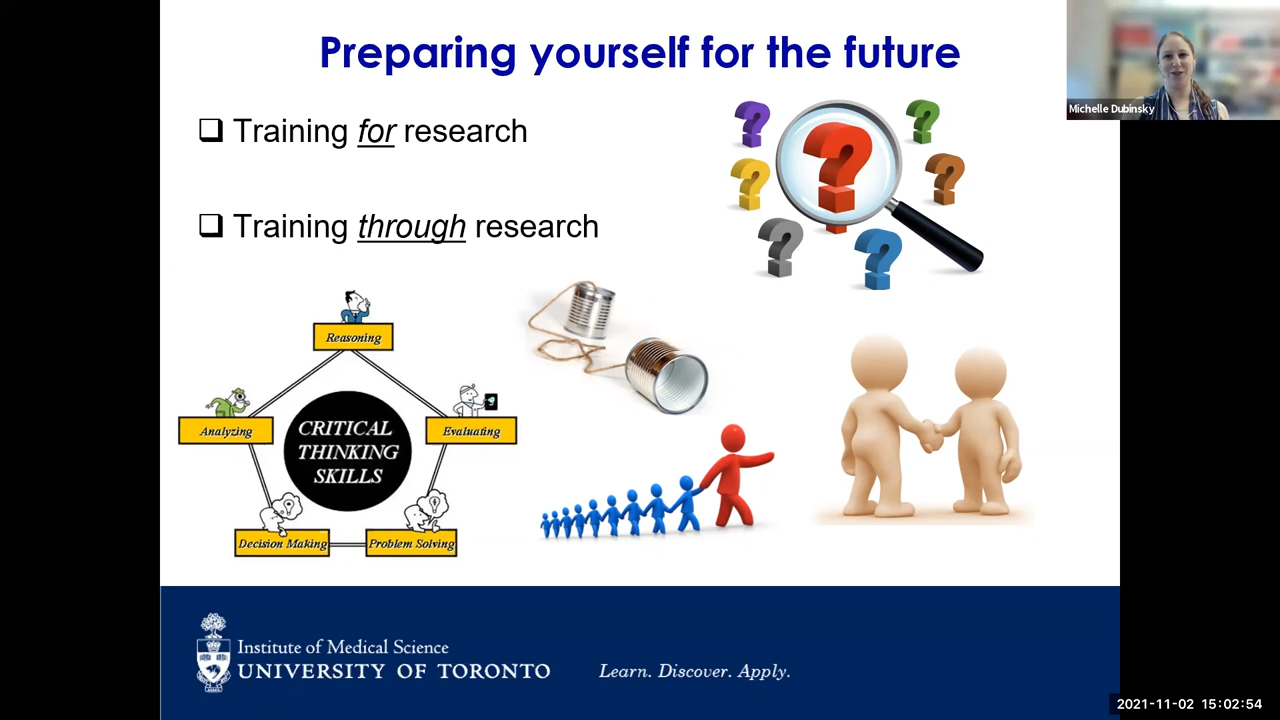 Preparing yourself for the future
Michelle Dubinsky
Training for research
Training through research
Reasoning
Analyzing
Evaluating
CRITICAL
THINKING
SKILLS
Decision Making
Problem Solving
Institute of Medical Science
UNIVERSITY OF TORONTO
Learn. Discover. Apply.
2021-11-02 15:02:54